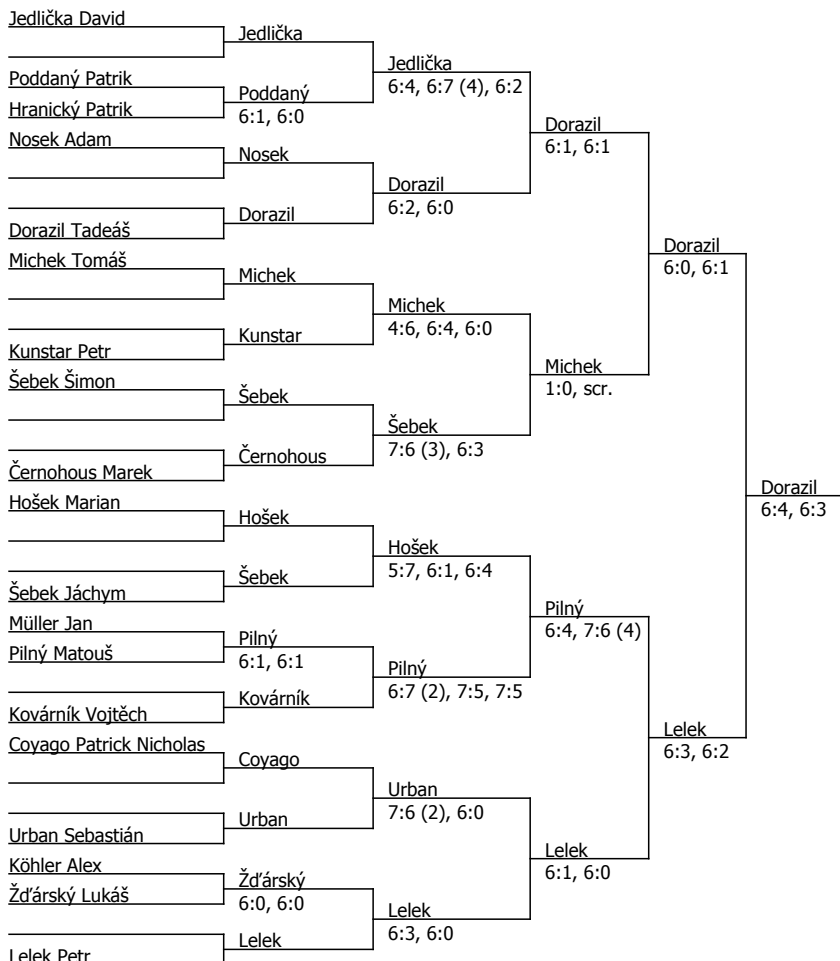 Jedlička David
Jedlička
Jedlička
6:4, 6:7 (4), 6:2
Poddaný Patrik
Poddaný
6:1, 6:0
Hranický Patrik
Dorazil
6:1, 6:1
Nosek Adam
Nosek
Dorazil
6:2, 6:0
Dorazil
Dorazil Tadeáš
Dorazil
6:0, 6:1
Michek Tomáš
Michek
Michek
4:6, 6:4, 6:0
Kunstar
Kunstar Petr
Michek
1:0, scr.
Šebek Šimon
Šebek
Šebek
7:6 (3), 6:3
Černohous
Černohous Marek
Dorazil
6:4, 6:3
Hošek Marian
Hošek
Hošek
5:7, 6:1, 6:4
Šebek
Šebek Jáchym
Pilný
6:4, 7:6 (4)
Müller Jan
Pilný
6:1, 6:1
Pilný Matouš
Pilný
6:7 (2), 7:5, 7:5
Kovárník
Kovárník Vojtěch
Lelek
6:3, 6:2
Coyago Patrick Nicholas
Coyago
Urban
7:6 (2), 6:0
Urban
Urban Sebastián
Lelek
6:1, 6:0
Köhler Alex
Žďárský
6:0, 6:0
Žďárský Lukáš
Lelek
6:3, 6:0
Lelek
Lelek Petr